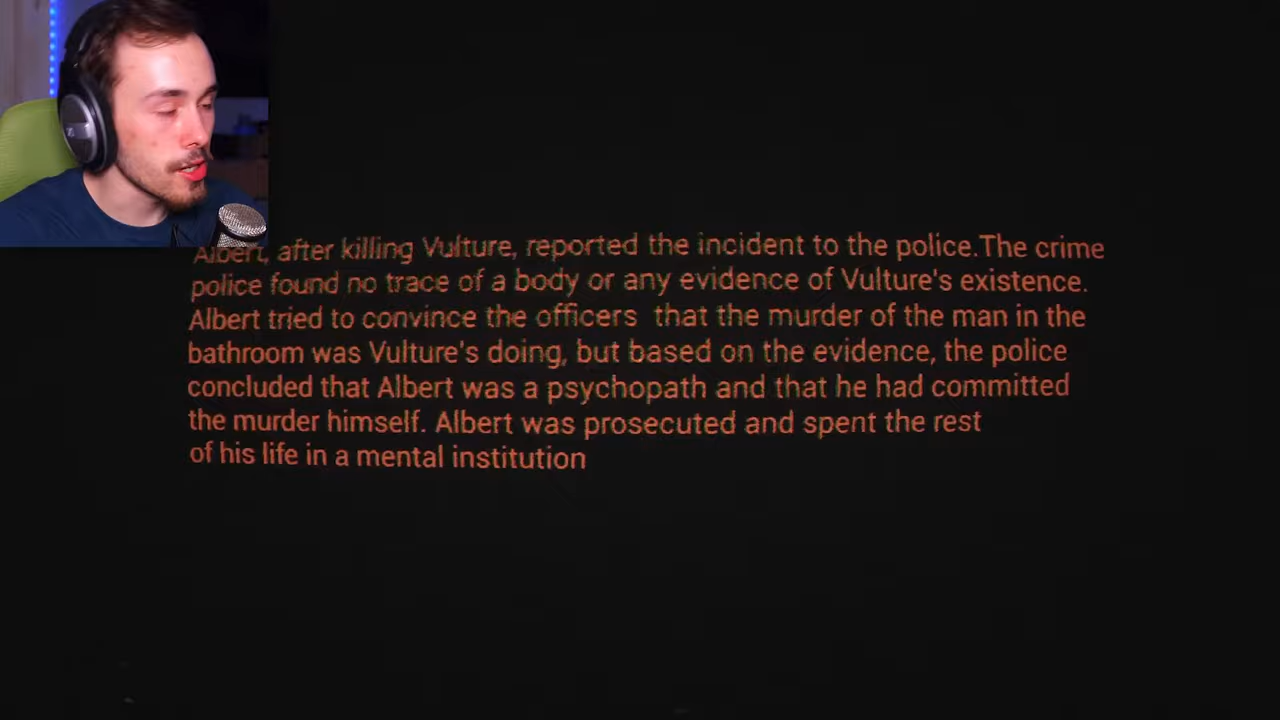 Albert, after killing Vulture, reported the incident to the police.The crime
police found no trace of a body or any evidence of Vulture's existence.
Albert tried to convince the officers  that the murder of the man in the
bathroom was Vulture's doing, but based on the evidence, the police
concluded that Albert was a psychopath and that he had committed
the murder himself. Albert was prosecuted and spent the rest
of his life in a mental institution